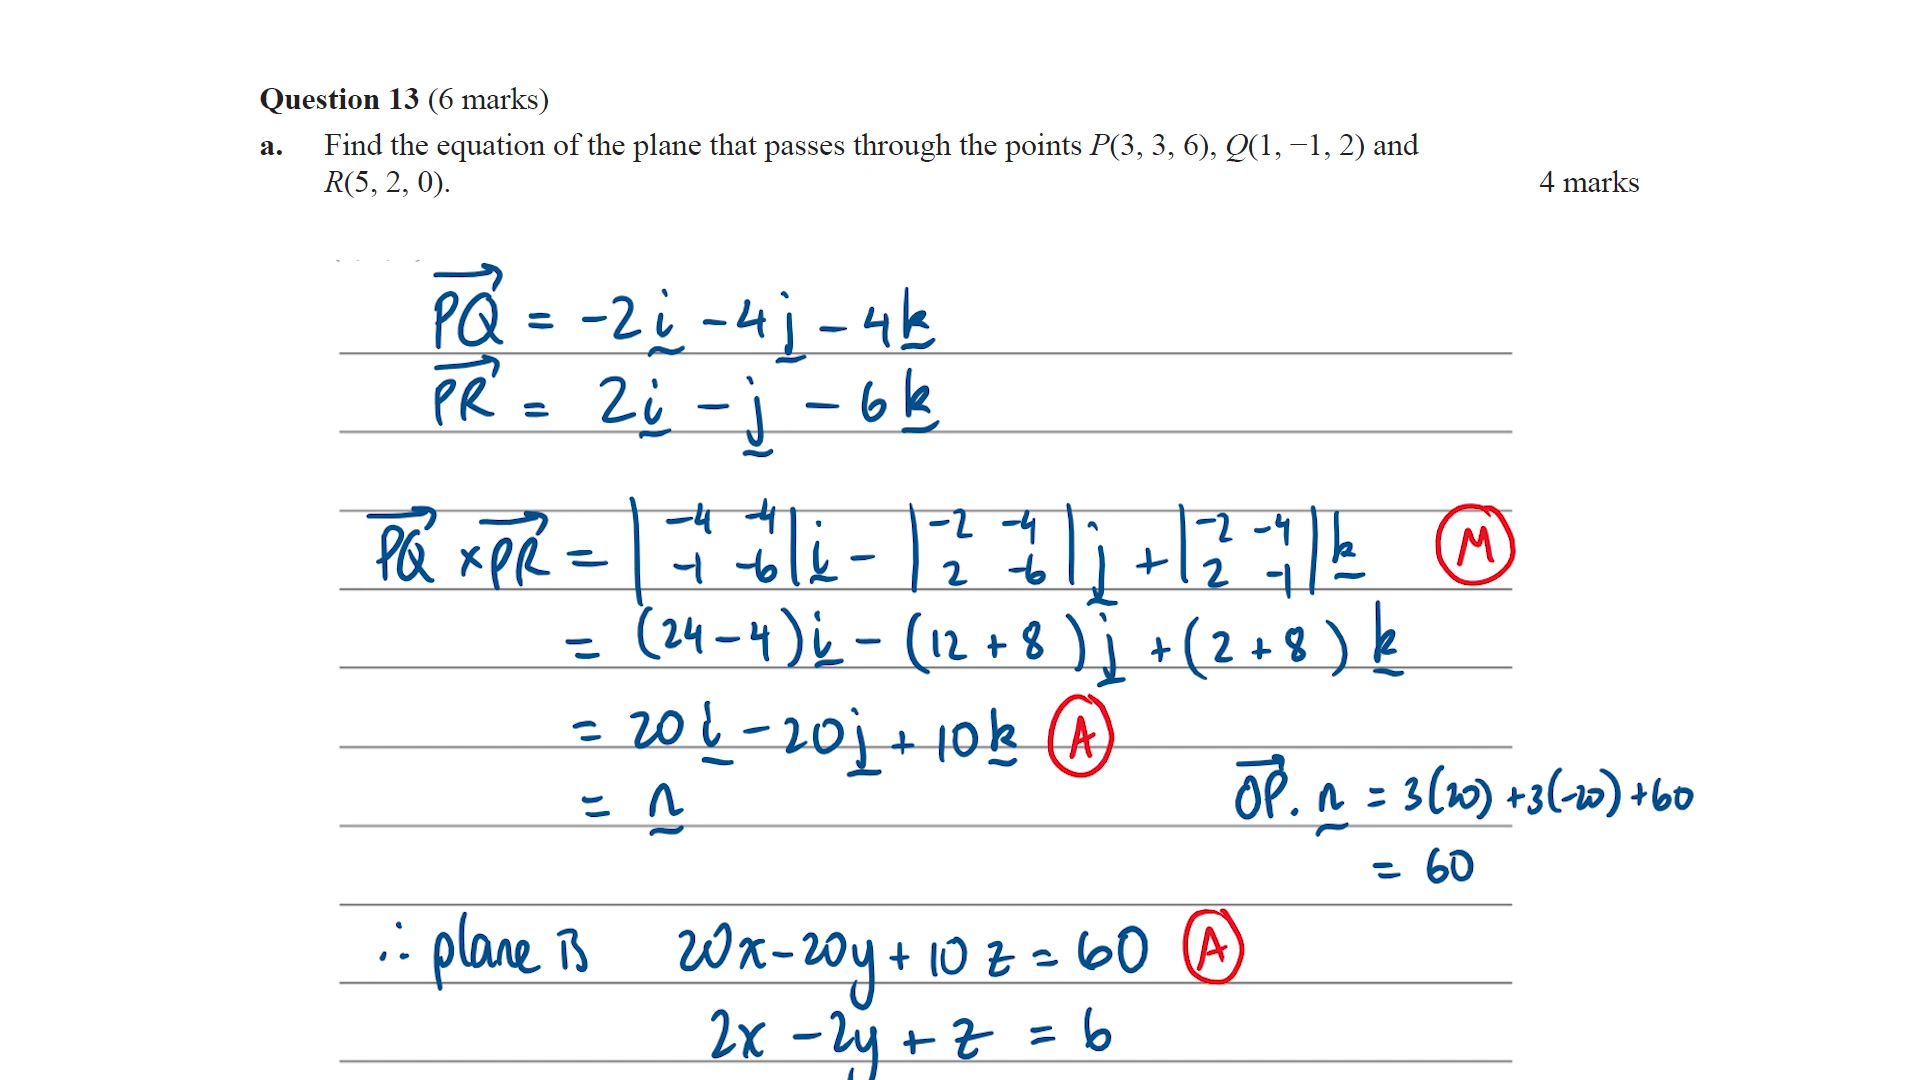 Question 13 (6 marks)
a. Find the equation of the plane that passes through the points P(3, 3, 6), Q(1, −1, 2) and
R(5, 2, 0).
4 marks
PQ = -2i - 4j - 4k
PR = 2i - j - 6k
PQ × PR = |-4 -4| i - |-2 -4| j + |-2 -4| k M
|-1 -6| |2 -6| |2 -1|
= (24-4)i - (12+8)j + (2+8)k
= 20i - 20j + 10k A
= n
OP. n = 3(20) + 3(-20) + 60
= 60
∴ plane is 20x - 20y + 10z = 60 A
2x - 2y + z = 6